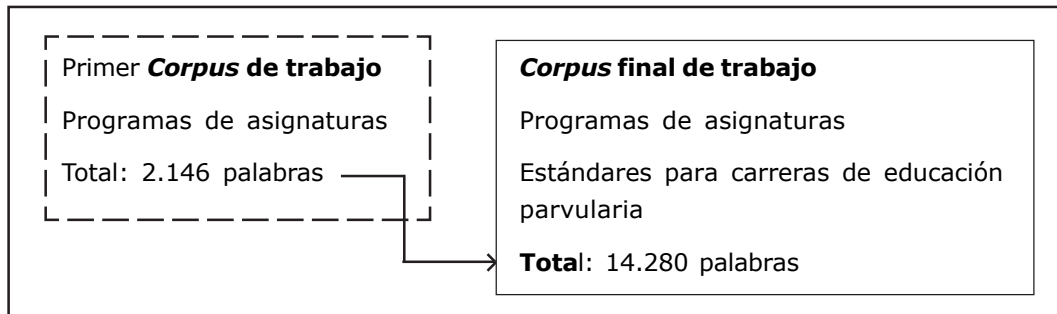 Primer Corpus de trabajo
Programas de asignaturas
Total: 2.146 palabras
Corpus final de trabajo
Programas de asignaturas
Estándares para carreras de educación
parvularia
Total: 14.280 palabras